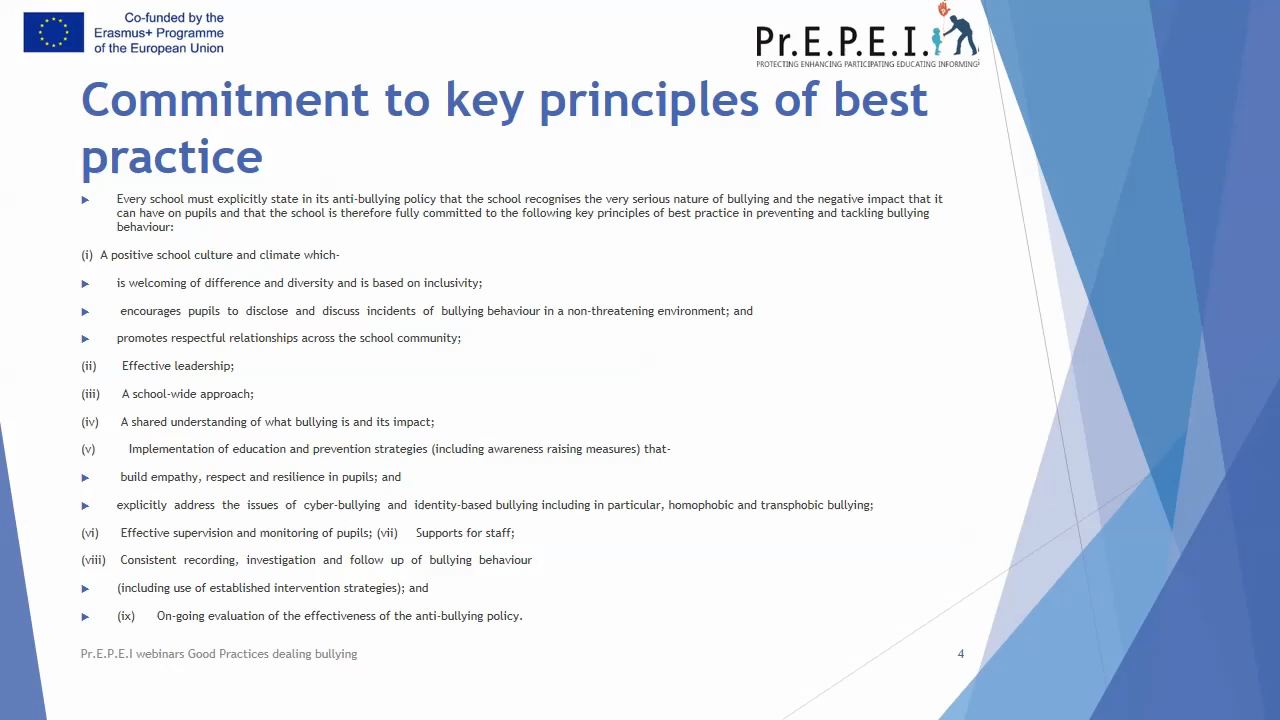 Co-funded by the
Erasmus+ Programme
of the European Union
Pr.E.P.E.I.
PROTECTING ENHANCING PARTICIPATING EDUCATING INFORMING
Commitment to key principles of best
practice
Every school must explicitly state in its anti-bullying policy that the school recognises the very serious nature of bullying and the negative impact that it
can have on pupils and that the school is therefore fully committed to the following key principles of best practice in preventing and tackling bullying
behaviour:
(i) A positive school culture and climate which-
is welcoming of difference and diversity and is based on inclusivity;
encourages pupils to disclose and discuss incidents of bullying behaviour in a non-threatening environment; and
promotes respectful relationships across the school community;
(ii) Effective leadership;
(iii) A school-wide approach;
(iv) A shared understanding of what bullying is and its impact;
(v) Implementation of education and prevention strategies (including awareness raising measures) that-
build empathy, respect and resilience in pupils; and
explicitly address the issues of cyber-bullying and identity-based bullying including in particular, homophobic and transphobic bullying;
(vi) Effective supervision and monitoring of pupils; (vii) Supports for staff;
(viii) Consistent recording, investigation and follow up of bullying behaviour
(including use of established intervention strategies); and
(ix) On-going evaluation of the effectiveness of the anti-bullying policy.
Pr.E.P.E.I webinars Good Practices dealing bullying
4